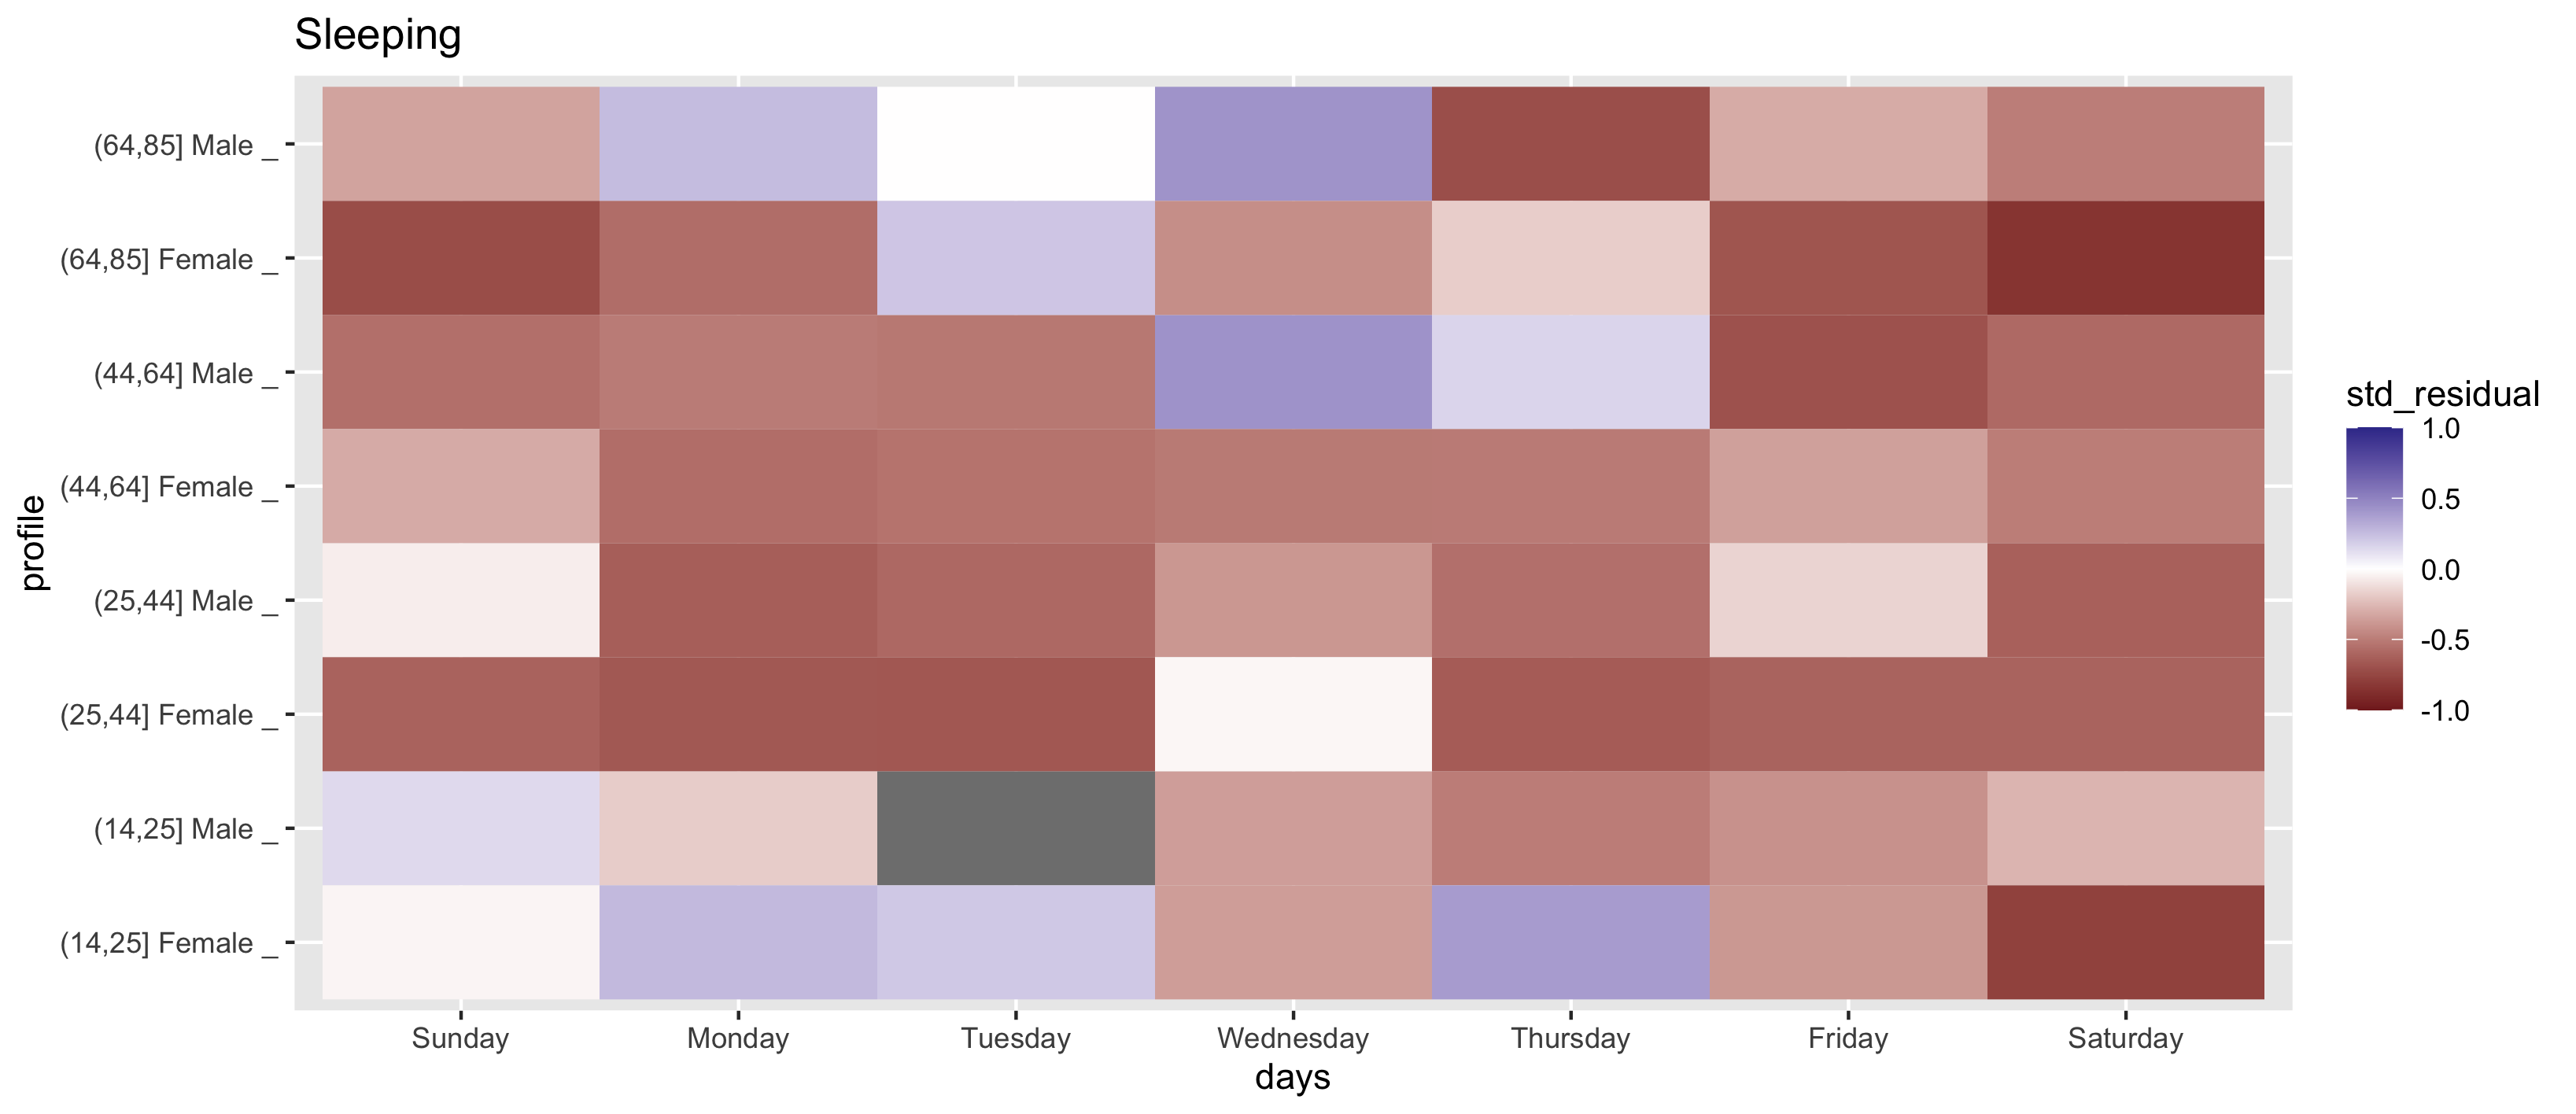 Sleeping
profile
(64,85] Male _
(64,85] Female _
(44,64] Male _
(44,64] Female _
(25,44] Male _
(25,44] Female _
(14,25] Male _
(14,25] Female _
Sunday Monday Tuesday Wednesday Thursday Friday Saturday
days
std_residual
1.0
0.5
0.0
-0.5
-1.0